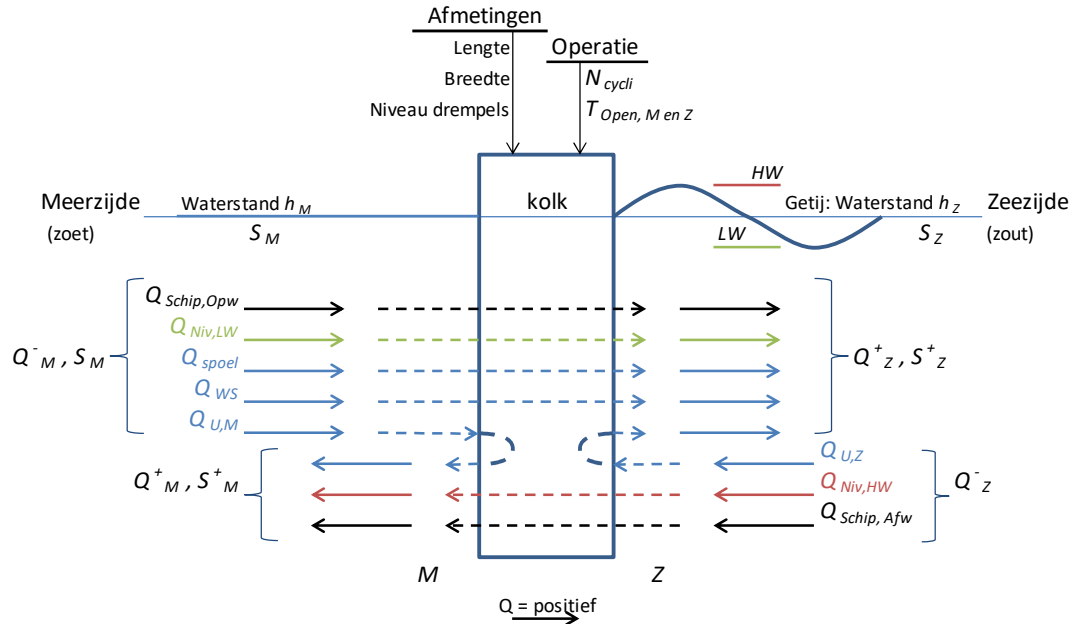 Afmetingen
Lengte
Breedte
Niveau drempels
Operatie
N cycli
T Open, M en Z
Meerzijde
(zoet)
Waterstand h M
S M
kolk
HW
LW
Getij: Waterstand h Z
S Z
Zeezijde
(zout)
Q Schip,Opw
Q Niv,LW
Q spoel
Q WS
Q U,M
Q - M , S M
Q + Z , S + Z
Q + M , S + M
Q U,Z
Q Niv,HW
Q Schip, Afw
Q - Z
M
Z
Q = positief